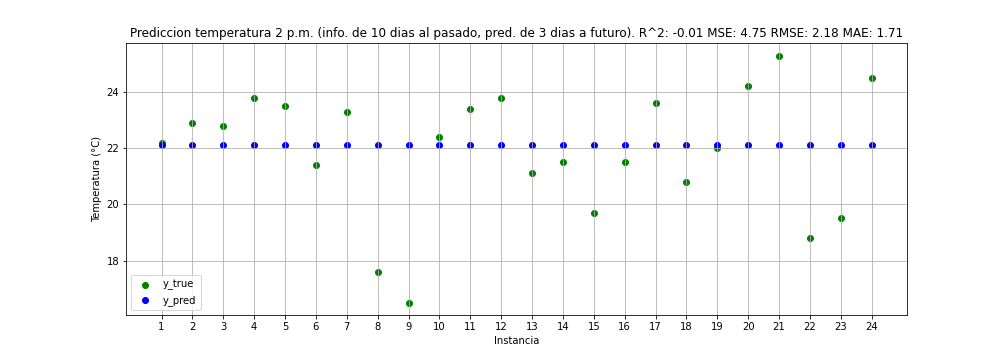 Prediccion temperatura 2 p.m. (info. de 10 dias al pasado, pred. de 3 dias a futuro). R^2: -0.01 MSE: 4.75 RMSE: 2.18 MAE: 1.71
24
22
20
18
Temperatura (°C)
y_true
y_pred
1 2 3 4 5 6 7 8 9 10 11 12 13 14 15 16 17 18 19 20 21 22 23 24
Instancia